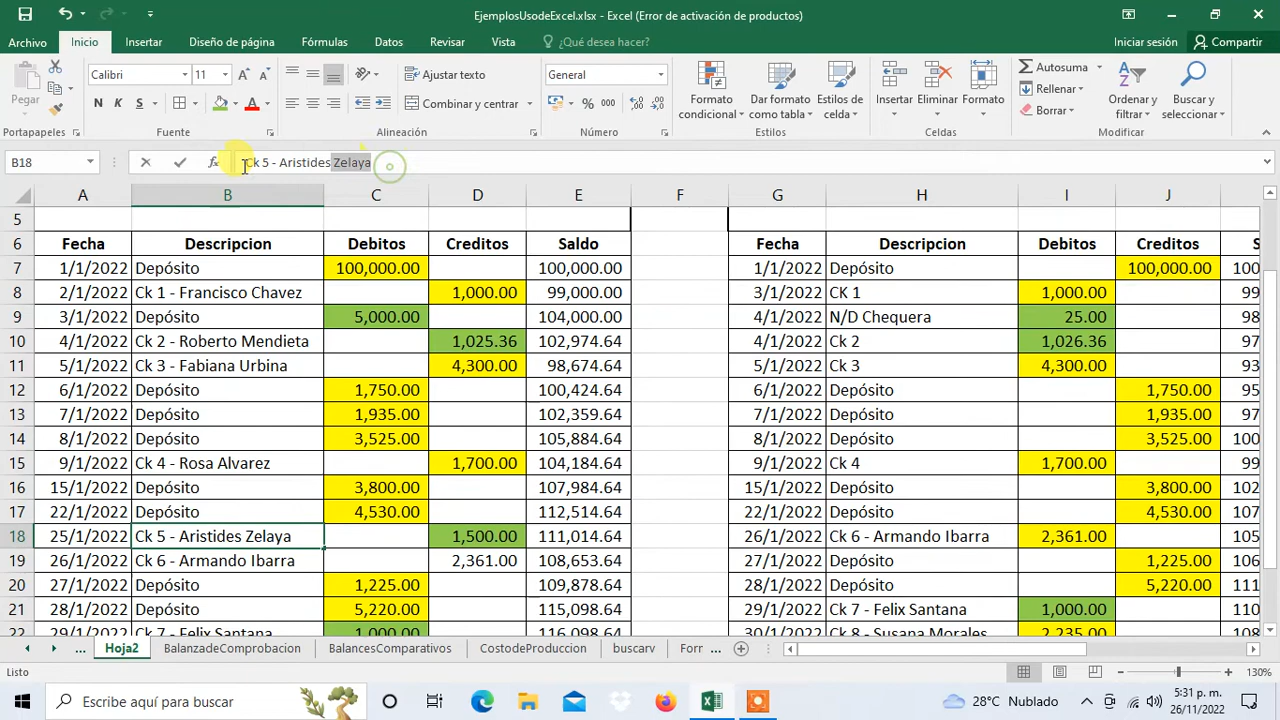 EjemplosUsodeExcel.xlsx - Excel (Error de activación de productos)
Archivo Inicio Insertar Diseño de página Fórmulas Datos Revisar Vista ¿Qué desea hacer? Iniciar sesión Compartir
Pegar Calibri 11 Ajustar texto General Formato condicional Dar formato como tabla Estilos de celda Insertar Eliminar Formato Autosuma Ordenar y filtrar Buscar y seleccionar
N K S Combinar y centrar % 000 Rellenar
Borrar
Portapapeles Fuente Alineación Número Estilos Celdas Modificar
B18 fx Ck 5 - Aristides Zelaya
A B C D E F G H I J
5
6 Fecha Descripcion Debitos Creditos Saldo Fecha Descripcion Debitos Creditos S
7 1/1/2022 Depósito 100,000.00 100,000.00 1/1/2022 Depósito 100,000.00 100
8 2/1/2022 Ck 1 - Francisco Chavez 1,000.00 99,000.00 3/1/2022 CK 1 1,000.00 99
9 3/1/2022 Depósito 5,000.00 104,000.00 4/1/2022 N/D Chequera 25.00 98
10 4/1/2022 Ck 2 - Roberto Mendieta 1,025.36 102,974.64 4/1/2022 Ck 2 1,026.36 97
11 5/1/2022 Ck 3 - Fabiana Urbina 4,300.00 98,674.64 5/1/2022 Ck 3 4,300.00 93
12 6/1/2022 Depósito 1,750.00 100,424.64 6/1/2022 Depósito 1,750.00 95
13 7/1/2022 Depósito 1,935.00 102,359.64 7/1/2022 Depósito 1,935.00 97
14 8/1/2022 Depósito 3,525.00 105,884.64 8/1/2022 Depósito 3,525.00 100
15 9/1/2022 Ck 4 - Rosa Alvarez 1,700.00 104,184.64 9/1/2022 Ck 4 1,700.00 99
16 15/1/2022 Depósito 3,800.00 107,984.64 15/1/2022 Depósito 3,800.00 102
17 22/1/2022 Depósito 4,530.00 112,514.64 22/1/2022 Depósito 4,530.00 107
18 25/1/2022 Ck 5 - Aristides Zelaya 1,500.00 111,014.64 26/1/2022 Ck 6 - Armando Ibarra 2,361.00 105
19 26/1/2022 Ck 6 - Armando Ibarra 2,361.00 108,653.64 27/1/2022 Depósito 1,225.00 106
20 27/1/2022 Depósito 1,225.00 109,878.64 28/1/2022 Depósito 5,220.00 111
21 28/1/2022 Depósito 5,220.00 115,098.64 29/1/2022 Ck 7 - Felix Santana 1,000.00 110
22 29/1/2022 Ck 7 - Felix Santana 1,000.00 116,098.64 30/1/2022 Ck 8 - Susana Morales 2,235.00 108
... Hoja2 BalanzadeComprobacion BalancesComparativos CostodeProduccion buscarv Forr ...
Listo 130%
Escribe aquí para buscar 28°C Nublado 5:31 p. m.
26/11/2022